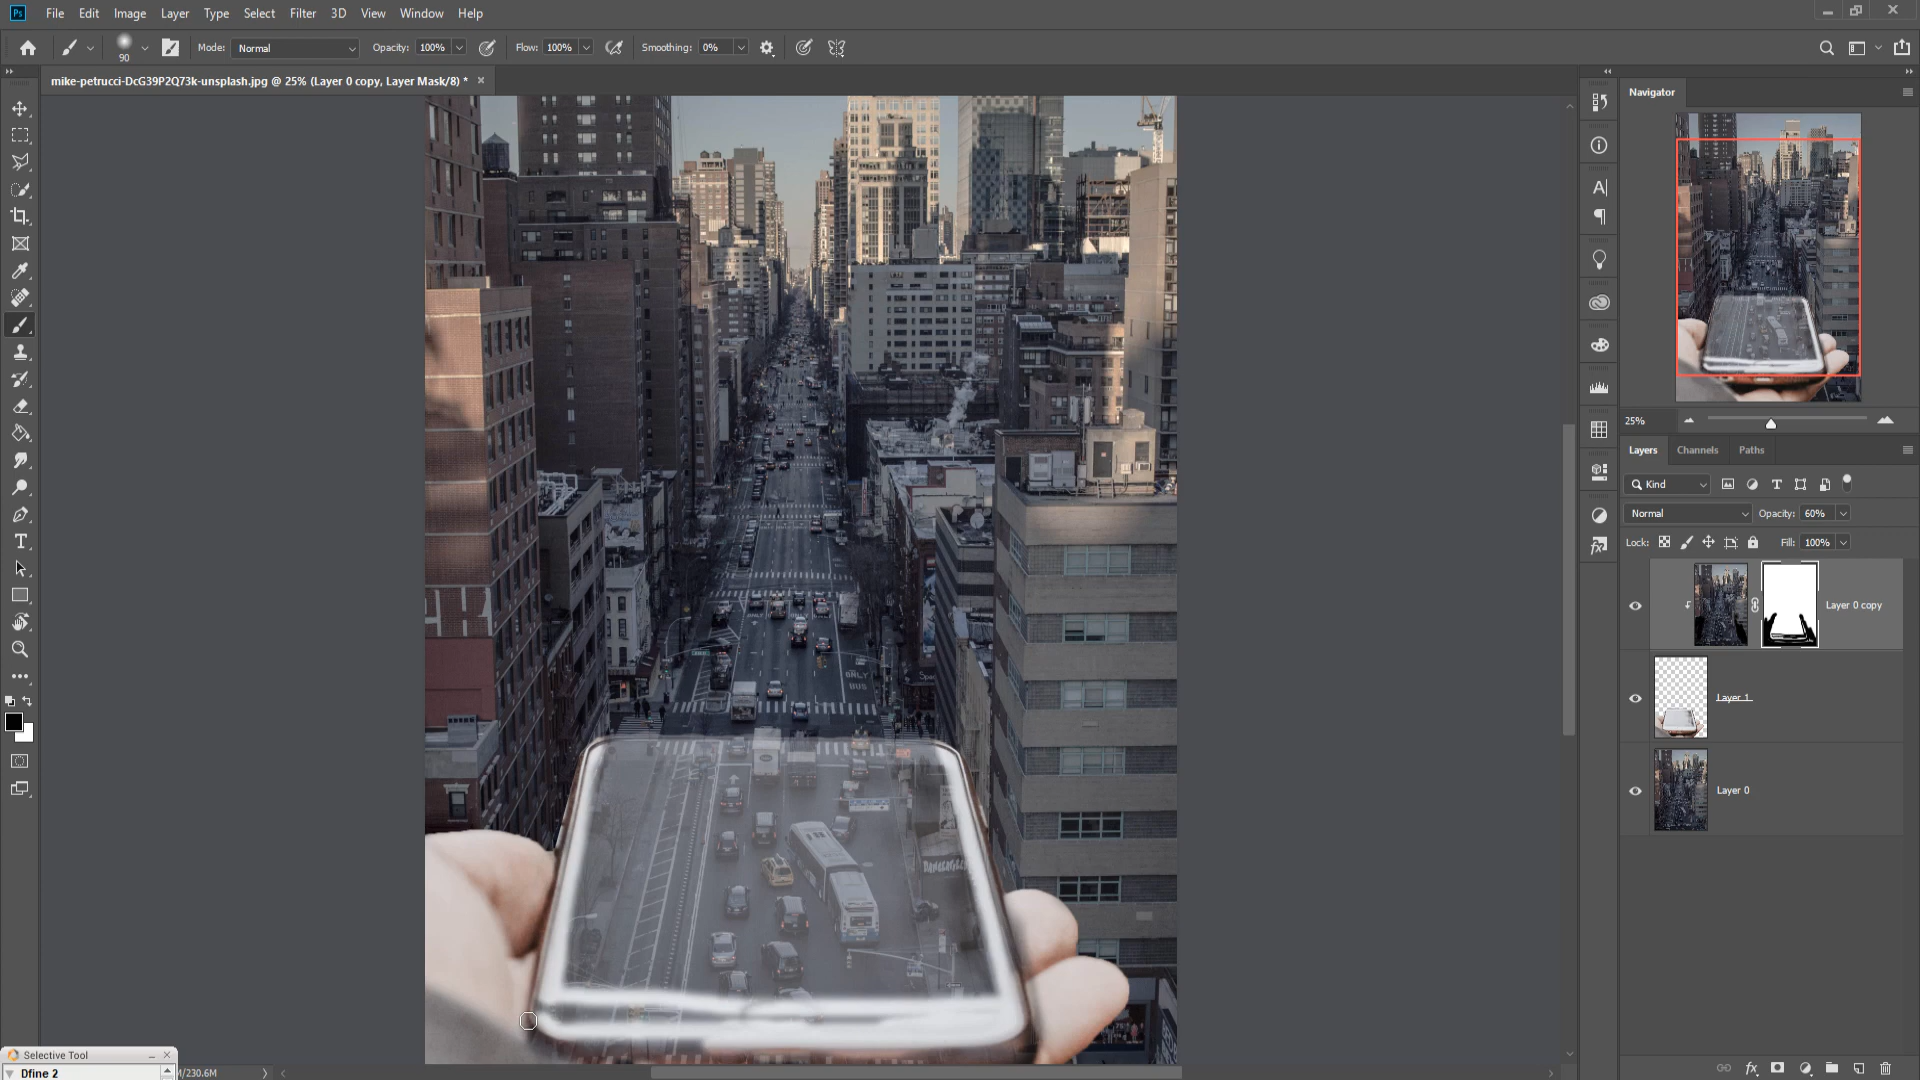 Ps File Edit Image Layer Type Select Filter 3D View Window Help
90 Mode: Normal Opacity: 100% Flow: 100% Smoothing: 0%
mike-petrucci-DcG39P2Q73k-unsplash.jpg @ 25% (Layer 0 copy, Layer Mask/8) * ×
Navigator
25%
Layers Channels Paths
Kind
Normal Opacity: 60%
Lock: Fill: 100%
Layer 0 copy
Layer 1
Layer 0
ONLY
BUS
Selective Tool
Dfine 2
M/230.6M